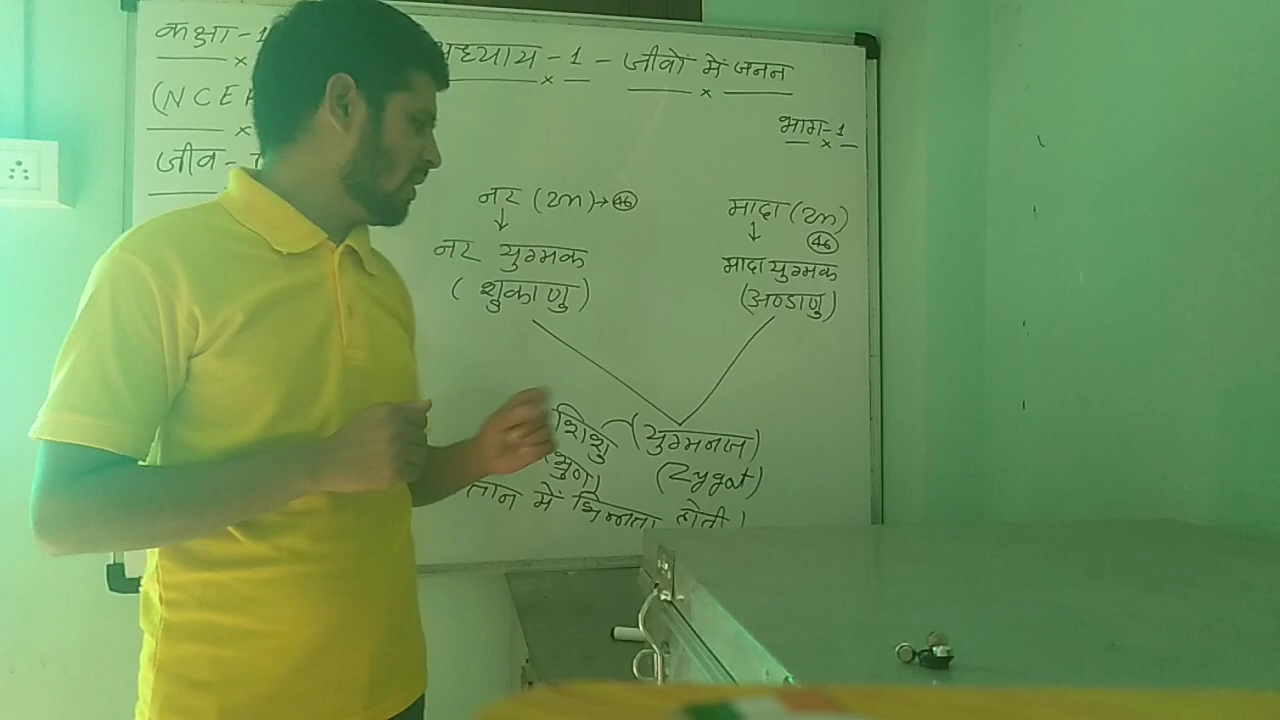 कक्षा - 1
अध्याय - 1 - जीवों में जनन
(NCE
भाग - 1
जीव -
नर (2n) → 46
मादा (2n)
↓
↓
46
नर युग्मक
मादा युग्मक
(शुक्राणु)
(अण्डाणु)
शिशु
(युग्मनज)
(भ्रुण)
(Zygot)
तान में भिन्नता होती।